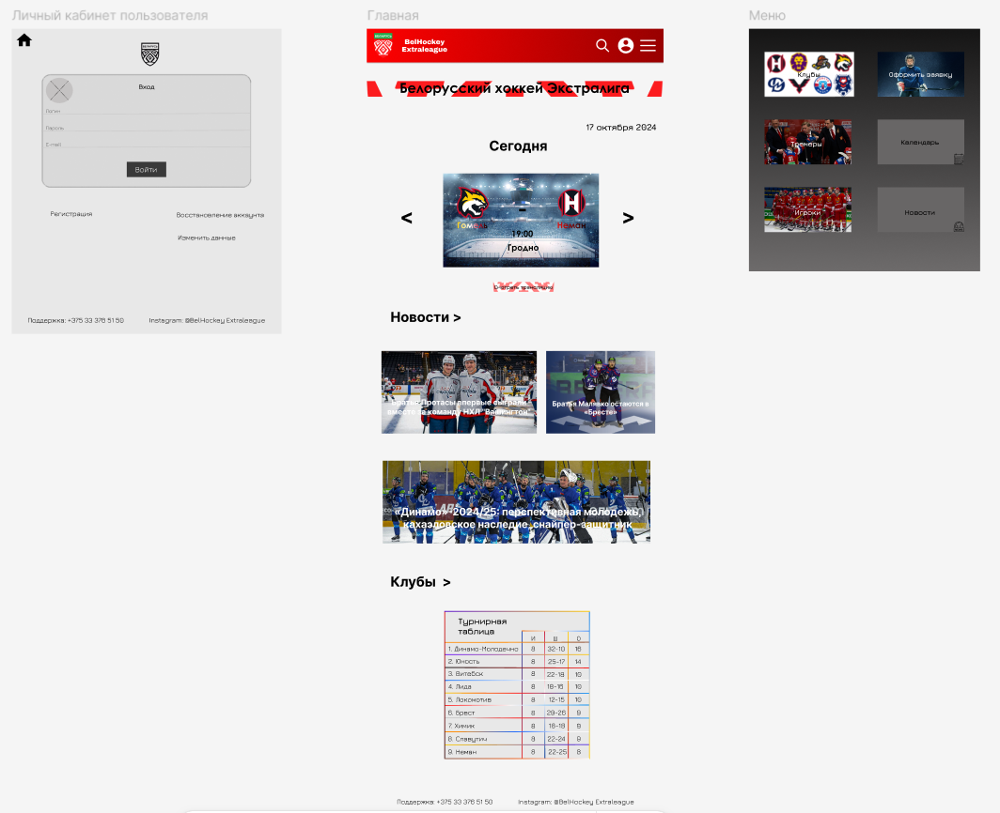 Личный кабинет пользователя
БЕЛАРУСЬ
Вход
Логин
Пароль
E-mail
Войти
Регистрация
Восстановление аккаунта
Изменить данные
Поддержка: +375 33 376 51 50
Instagram: @BelHockey Extraleague
Главная
БЕЛАРУСЬ
BelHockey
Extraleague
Белорусский хоккей Экстралига
17 октября 2024
Сегодня
<
-
>
Гомель
Неман
19:00
Гродно
Смотреть трансляцию
Новости >
Братья Протасы впервые сыграли
вместе за команду НХЛ "Вашингтон"
Братья Малявко остаются в
«Бресте»
«Динамо»-2024/25: перспективная молодежь,
кахаэловское наследие, снайпер-защитник
Клубы >
Турнирная
таблица
И Ш О
1. Динамо-Молодечно 8 32-10 16
2. Юность 8 25-17 14
3. Витебск 8 22-18 10
4. Лида 8 18-16 10
5. Локомотив 8 12-15 10
6. Брест 8 29-26 9
7. Химик 8 16-18 9
8. Славутич 8 22-24 9
9. Неман 8 22-25 8
Поддержка: +375 33 376 51 50
Instagram: @BelHockey Extraleague
Меню
Клубы
Оформить заявку
Тренеры
Календарь
Игроки
Новости